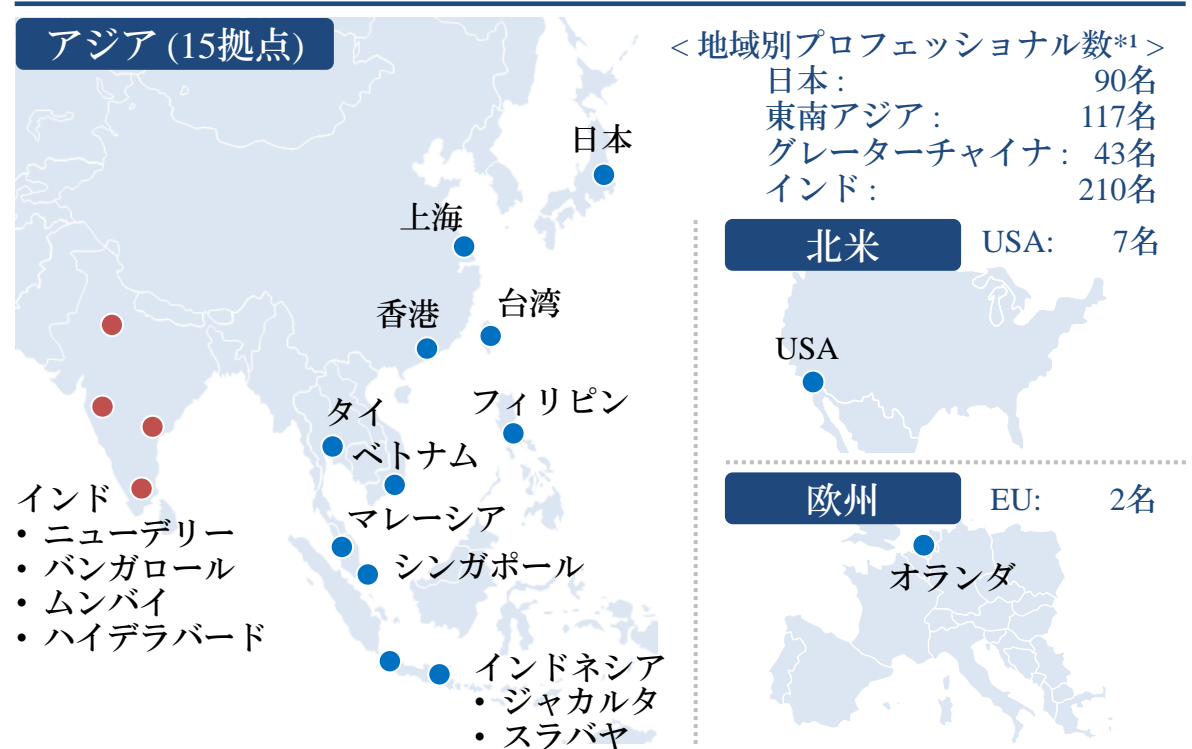 アジア (15拠点)
< 地域別プロフェッショナル数*1 >
日本 : 90名
東南アジア : 117名
グレーターチャイナ : 43名
インド : 210名
日本
上海
香港
台湾
フィリピン
タイ
ベトナム
マレーシア
シンガポール
インド
• ニューデリー
• バンガロール
• ムンバイ
• ハイデラバード
インドネシア
• ジャカルタ
• スラバヤ
北米 USA: 7名
USA
欧州 EU: 2名
オランダ